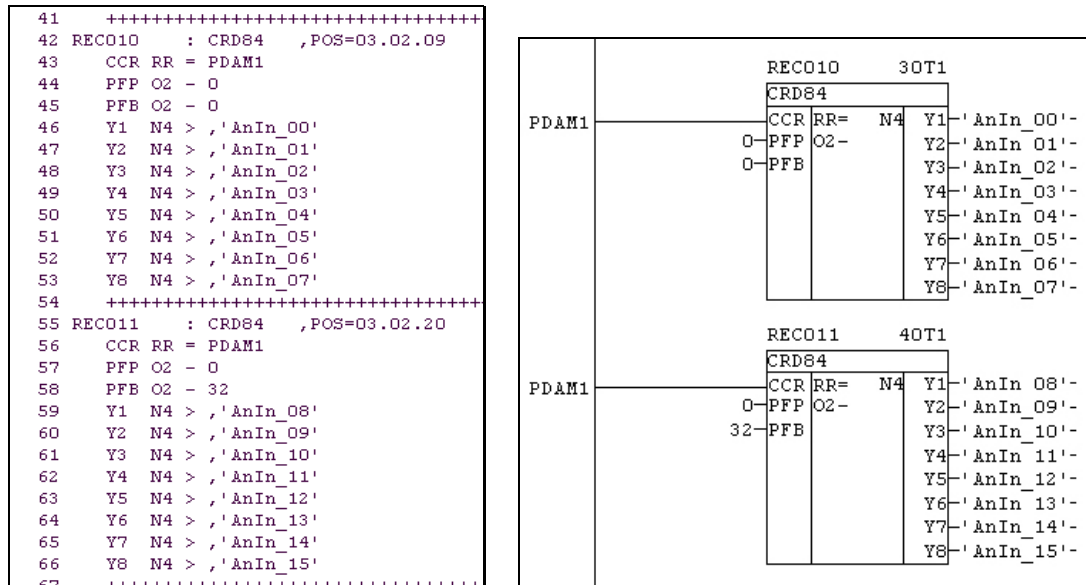 41 ++++++++++++++++++++++++++++++++++
42 REC010 : CRD84 ,POS=03.02.09
43 CCR RR = PDAM1
44 PFP O2 - 0
45 PFB O2 - 0
46 Y1 N4 > ,'AnIn_00'
47 Y2 N4 > ,'AnIn_01'
48 Y3 N4 > ,'AnIn_02'
49 Y4 N4 > ,'AnIn_03'
50 Y5 N4 > ,'AnIn_04'
51 Y6 N4 > ,'AnIn_05'
52 Y7 N4 > ,'AnIn_06'
53 Y8 N4 > ,'AnIn_07'
54 ++++++++++++++++++++++++++++++++++
55 REC011 : CRD84 ,POS=03.02.20
56 CCR RR = PDAM1
57 PFP O2 - 0
58 PFB O2 - 32
59 Y1 N4 > ,'AnIn_08'
60 Y2 N4 > ,'AnIn_09'
61 Y3 N4 > ,'AnIn_10'
62 Y4 N4 > ,'AnIn_11'
63 Y5 N4 > ,'AnIn_12'
64 Y6 N4 > ,'AnIn_13'
65 Y7 N4 > ,'AnIn_14'
66 Y8 N4 > ,'AnIn_15'
REC010 30T1
CRD84
PDAM1 CCR RR= N4 Y1 'AnIn_00'-
0 PFP O2- Y2 'AnIn_01'-
0 PFB Y3 'AnIn_02'-
Y4 'AnIn_03'-
Y5 'AnIn_04'-
Y6 'AnIn_05'-
Y7 'AnIn_06'-
Y8 'AnIn_07'-
REC011 40T1
CRD84
PDAM1 CCR RR= N4 Y1 'AnIn_08'-
0 PFP O2- Y2 'AnIn_09'-
32 PFB Y3 'AnIn_10'-
Y4 'AnIn_11'-
Y5 'AnIn_12'-
Y6 'AnIn_13'-
Y7 'AnIn_14'-
Y8 'AnIn_15'-